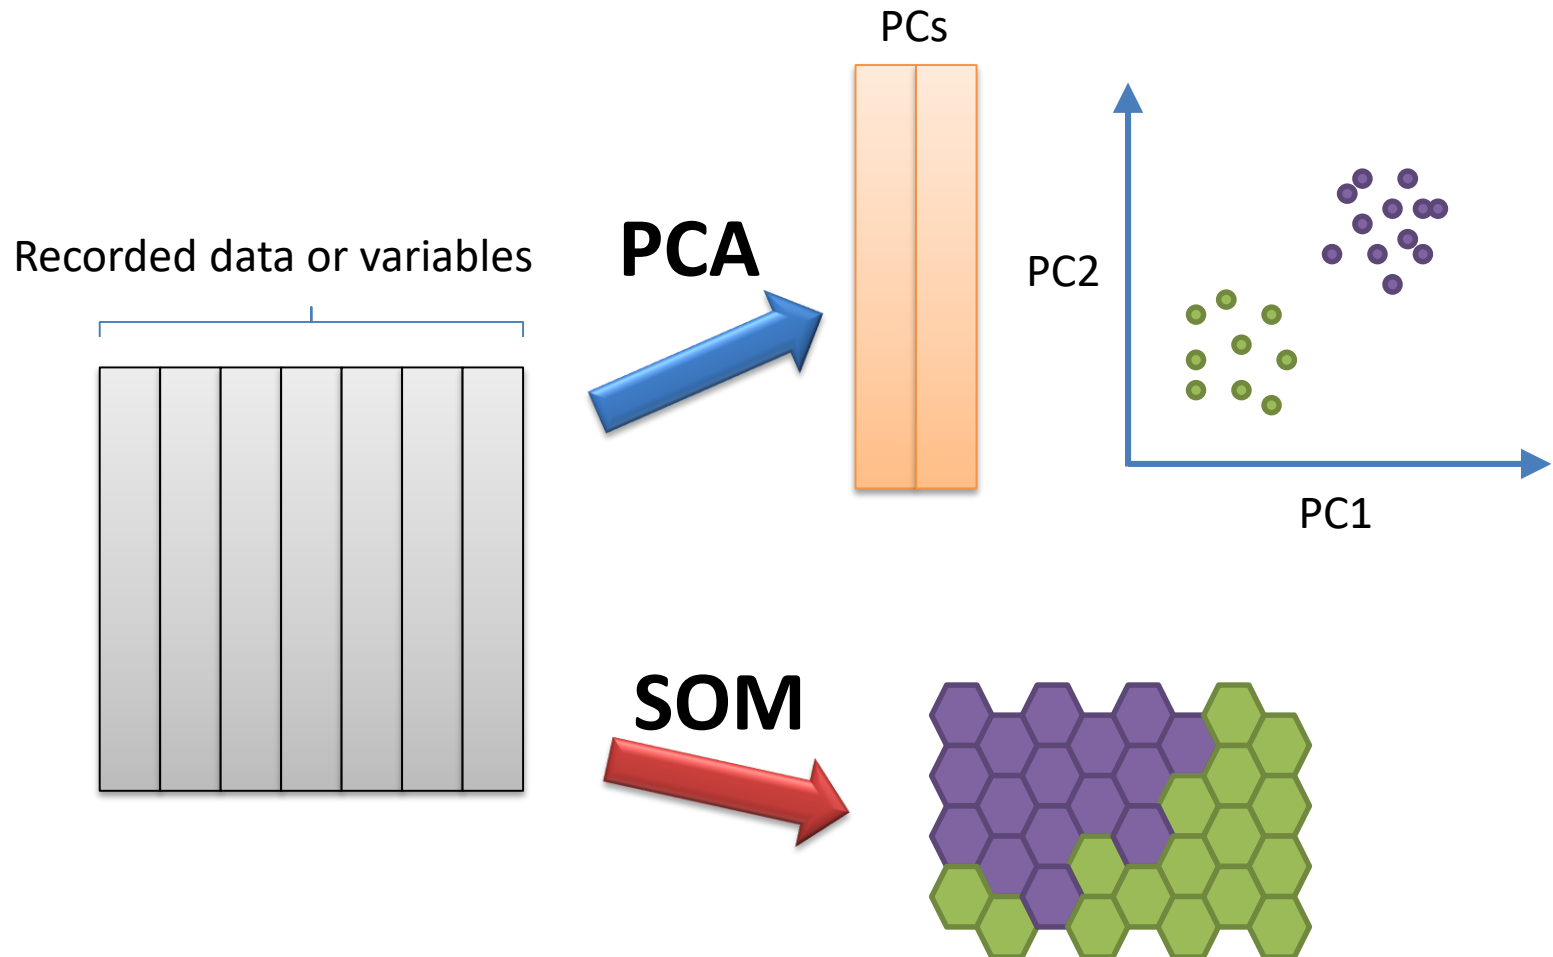 PCs
PCA
Recorded data or variables
PC2
PC1
SOM